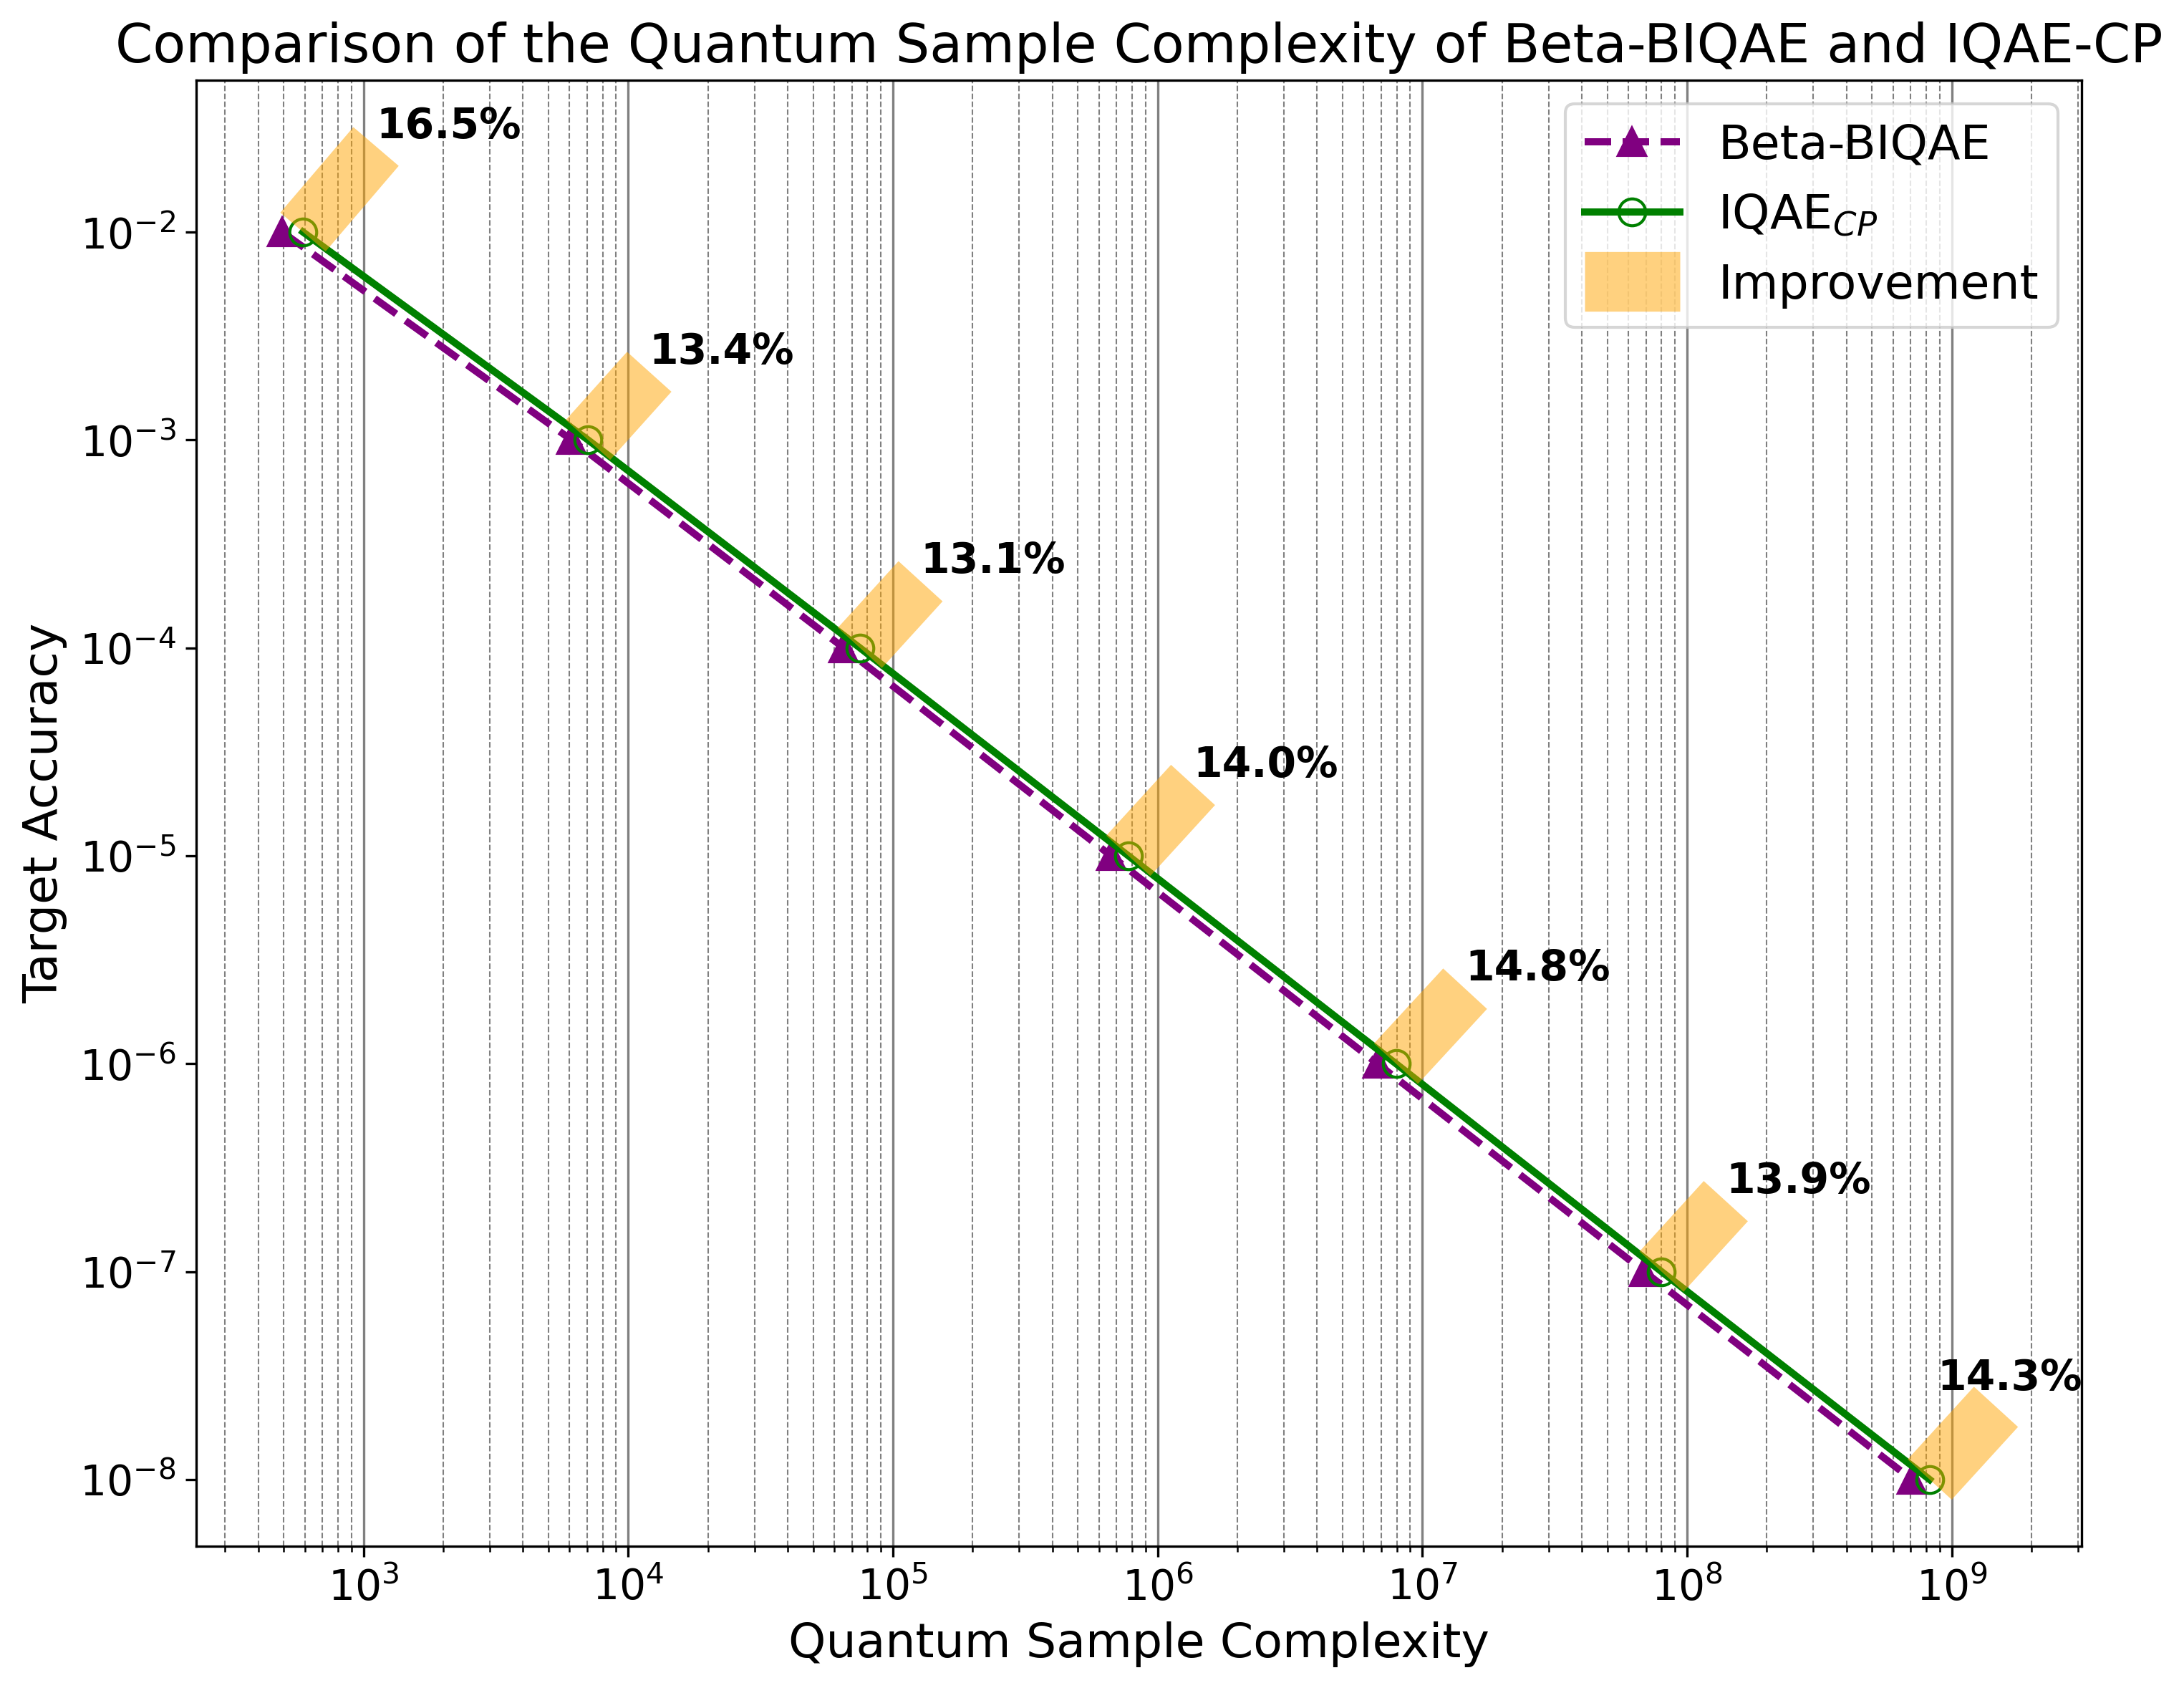 Comparison of the Quantum Sample Complexity of Beta-BIQAE and IQAE-CP
Beta-BIQAE
IQAE$_{CP}$
Improvement
16.5%
13.4%
13.1%
14.0%
14.8%
13.9%
14.3%
Target Accuracy
10$^{-2}$
10$^{-3}$
10$^{-4}$
10$^{-5}$
10$^{-6}$
10$^{-7}$
10$^{-8}$
10$^{3}$ 10$^{4}$ 10$^{5}$ 10$^{6}$ 10$^{7}$ 10$^{8}$ 10$^{9}$
Quantum Sample Complexity